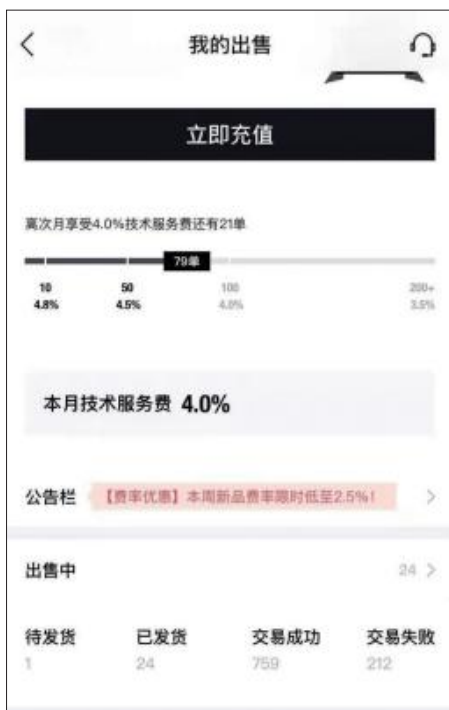 我的出售
立即充值
离次月享受4.0%技术服务费还有21单
79单
10 50 100 200+
4.8% 4.5% 4.0% 3.5%
本月技术服务费 4.0%
公告栏 【费率优惠】本周新品费率限时低至2.5%！
出售中 24
待发货 已发货 交易成功 交易失败
1 24 759 212